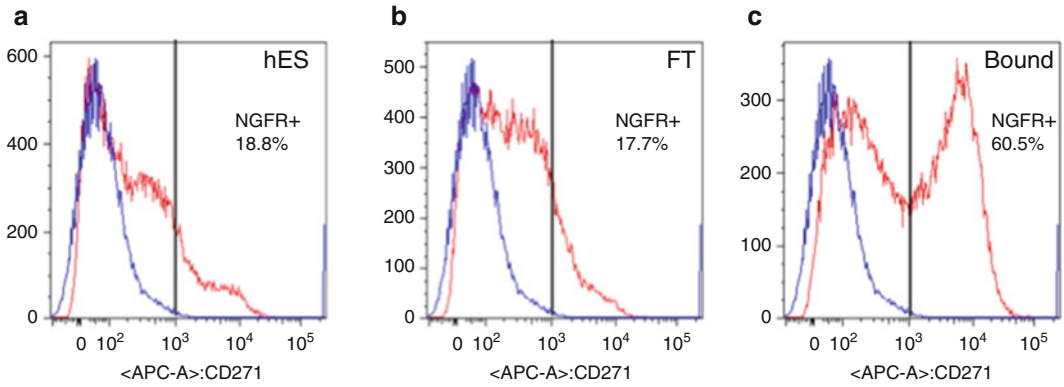 a
hES
NGFR+
18.8%
600
400
200
0
0 10² 10³ 10⁴ 10⁵
<APC-A>:CD271
b
FT
NGFR+
17.7%
500
400
300
200
100
0
0 10² 10³ 10⁴ 10⁵
<APC-A>:CD271
c
Bound
NGFR+
60.5%
300
200
100
0
0 10² 10³ 10⁴ 10⁵
<APC-A>:CD271